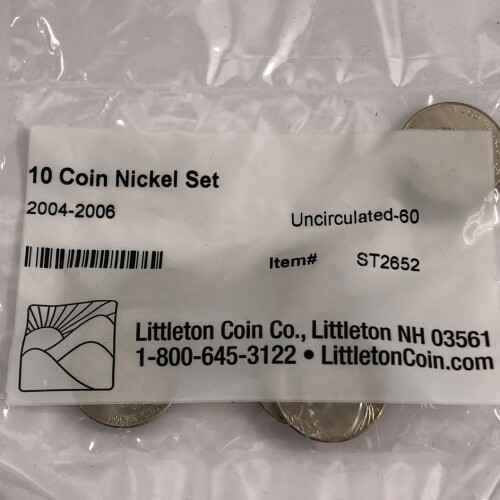 10 Coin Nickel Set
2004-2006
Uncirculated-60
Item# ST2652
Littleton Coin Co., Littleton NH 03561
1-800-645-3122 • LittletonCoin.com